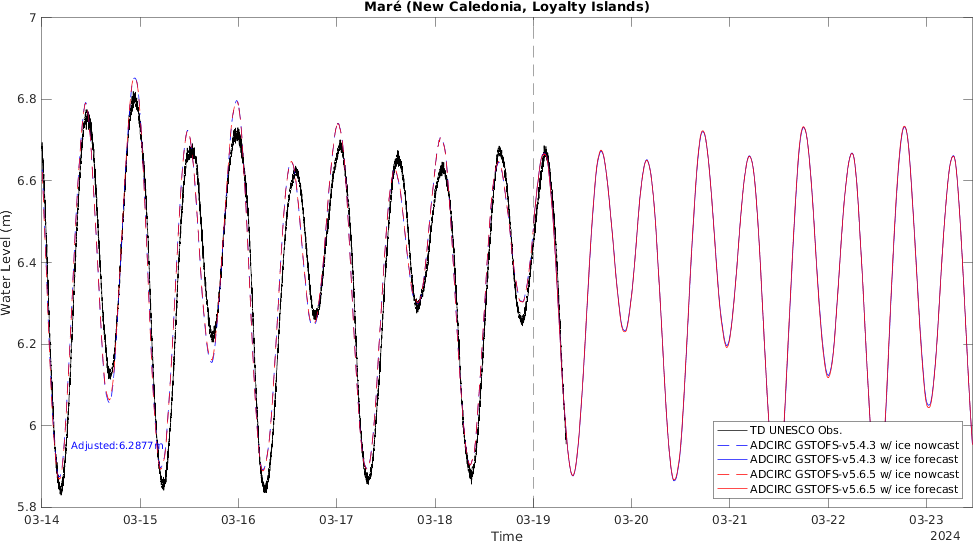 Maré (New Caledonia, Loyalty Islands)
7
6.8
6.6
6.4
6.2
6
5.8
Water Level (m)
Adjusted:6.2877m
TD UNESCO Obs.
ADCIRC GSTOFS-v5.4.3 w/ ice nowcast
ADCIRC GSTOFS-v5.4.3 w/ ice forecast
ADCIRC GSTOFS-v5.6.5 w/ ice nowcast
ADCIRC GSTOFS-v5.6.5 w/ ice forecast
03-14 03-15 03-16 03-17 03-18 03-19 03-20 03-21 03-22 03-23
Time
2024